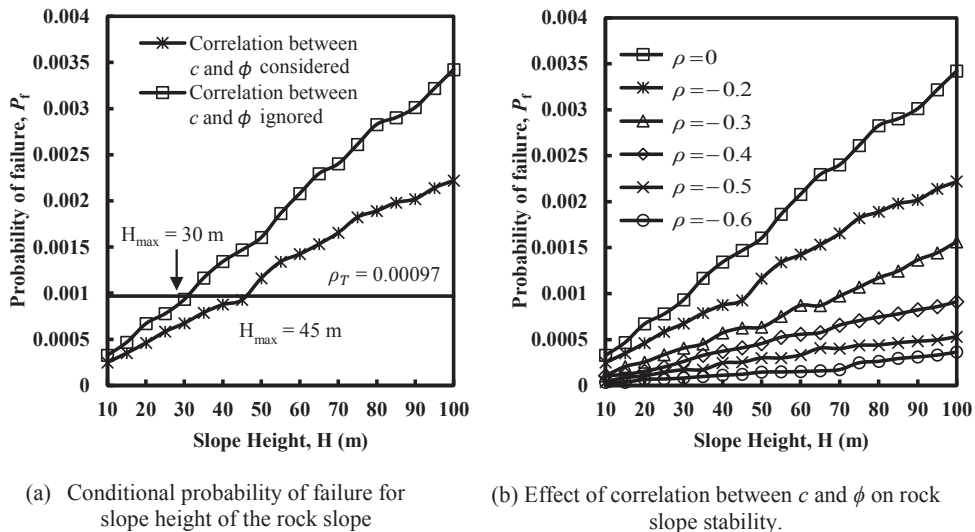 0.004
0.0035
0.003
0.0025
0.002
0.0015
0.001
0.0005
0
Probability of failure, Pf
Correlation between
c and ϕ considered
Correlation between
c and ϕ ignored
Hmax = 30 m
ρT = 0.00097
Hmax = 45 m
10 20 30 40 50 60 70 80 90 100
Slope Height, H (m)
(a) Conditional probability of failure for
slope height of the rock slope
0.004
0.0035
0.003
0.0025
0.002
0.0015
0.001
0.0005
0
Probability of failure, Pf
ρ=0
ρ=−0.2
ρ=−0.3
ρ=−0.4
ρ=−0.5
ρ=−0.6
10 20 30 40 50 60 70 80 90 100
Slope Height, H (m)
(b) Effect of correlation between c and ϕ on rock
slope stability.